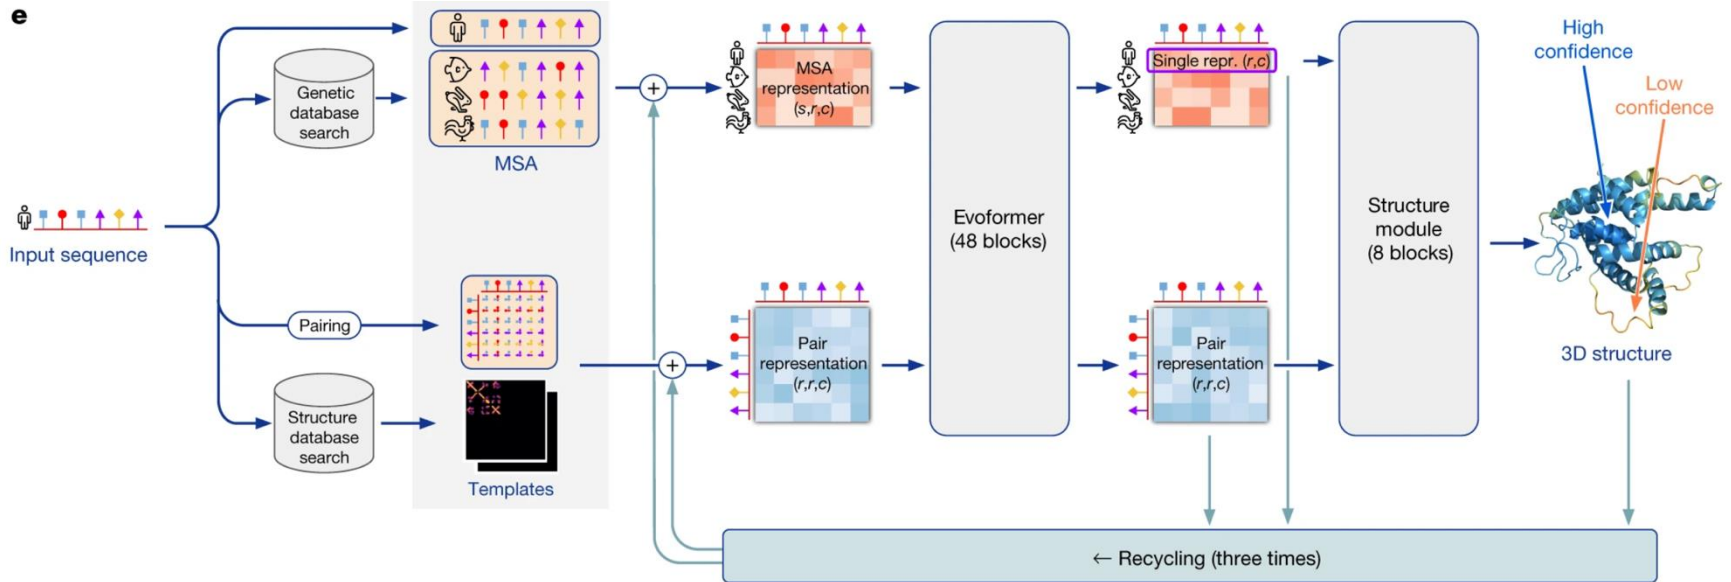 e
Input sequence
Genetic
database
search
MSA
Pairing
Structure
database
search
Templates
MSA
representation
(s,r,c)
Pair
representation
(r,r,c)
Evoformer
(48 blocks)
Single repr. (r,c)
Pair
representation
(r,r,c)
Structure
module
(8 blocks)
High
confidence
Low
confidence
3D structure
← Recycling (three times)